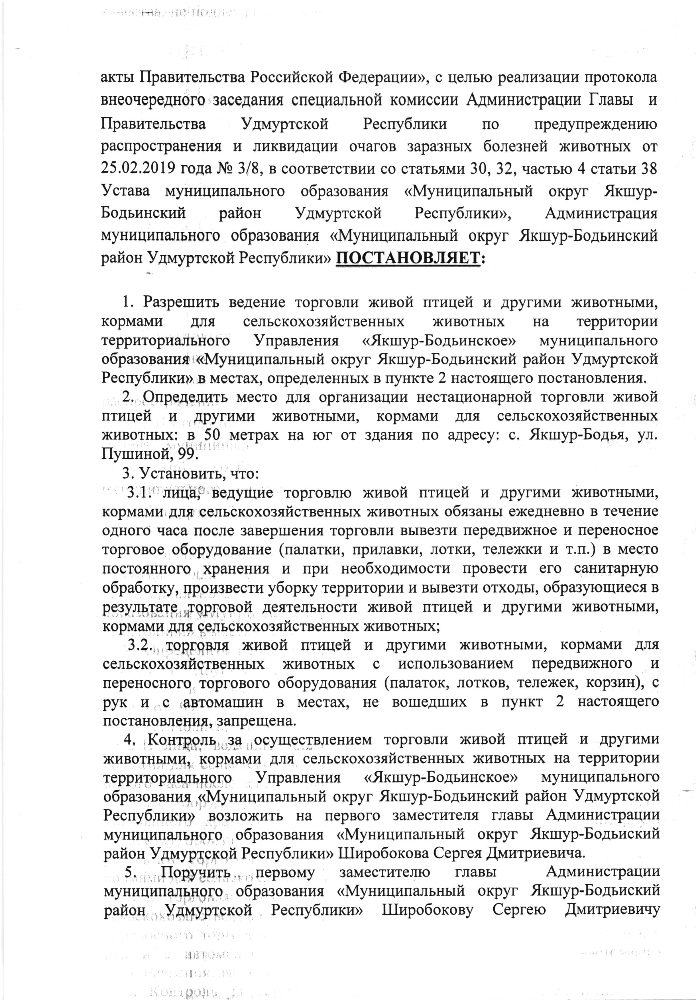 акты Правительства Российской Федерации», с целью реализации протокола
внеочередного заседания специальной комиссии Администрации Главы и
Правительства Удмуртской Республики по предупреждению
распространения и ликвидации очагов заразных болезней животных от
25.02.2019 года № 3/8, в соответствии со статьями 30, 32, частью 4 статьи 38
Устава муниципального образования «Муниципальный округ Якшур-
Бодьинский район Удмуртской Республики», Администрация
муниципального образования «Муниципальный округ Якшур-Бодьинский
район Удмуртской Республики» ПОСТАНОВЛЯЕТ:
1. Разрешить ведение торговли живой птицей и другими животными,
кормами для сельскохозяйственных животных на территории
территориального Управления «Якшур-Бодьинское» муниципального
образования «Муниципальный округ Якшур-Бодьинский район Удмуртской
Республики» в местах, определенных в пункте 2 настоящего постановления.
2. Определить место для организации нестационарной торговли живой
птицей и другими животными, кормами для сельскохозяйственных
животных: в 50 метрах на юг от здания по адресу: с. Якшур-Бодья, ул.
Пушиной, 99.
3. Установить, что:
3.1. лица, ведущие торговлю живой птицей и другими животными,
кормами для сельскохозяйственных животных обязаны ежедневно в течение
одного часа после завершения торговли вывезти передвижное и переносное
торговое оборудование (палатки, прилавки, лотки, тележки и т.п.) в место
постоянного хранения и при необходимости провести его санитарную
обработку, произвести уборку территории и вывезти отходы, образующиеся в
результате торговой деятельности живой птицей и другими животными,
кормами для сельскохозяйственных животных;
3.2. торговля живой птицей и другими животными, кормами для
сельскохозяйственных животных с использованием передвижного и
переносного торгового оборудования (палаток, лотков, тележек, корзин), с
рук и с автомашин в местах, не вошедших в пункт 2 настоящего
постановления, запрещена.
4. Контроль за осуществлением торговли живой птицей и другими
животными, кормами для сельскохозяйственных животных на территории
территориального Управления «Якшур-Бодьинское» муниципального
образования «Муниципальный округ Якшур-Бодьинский район Удмуртской
Республики» возложить на первого заместителя главы Администрации
муниципального образования «Муниципальный округ Якшур-Бодьиский
район Удмуртской Республики» Широбокова Сергея Дмитриевича.
5. Поручить первому заместителю главы Администрации
муниципального образования «Муниципальный округ Якшур-Бодьиский
район Удмуртской Республики» Широбокову Сергею Дмитриевичу